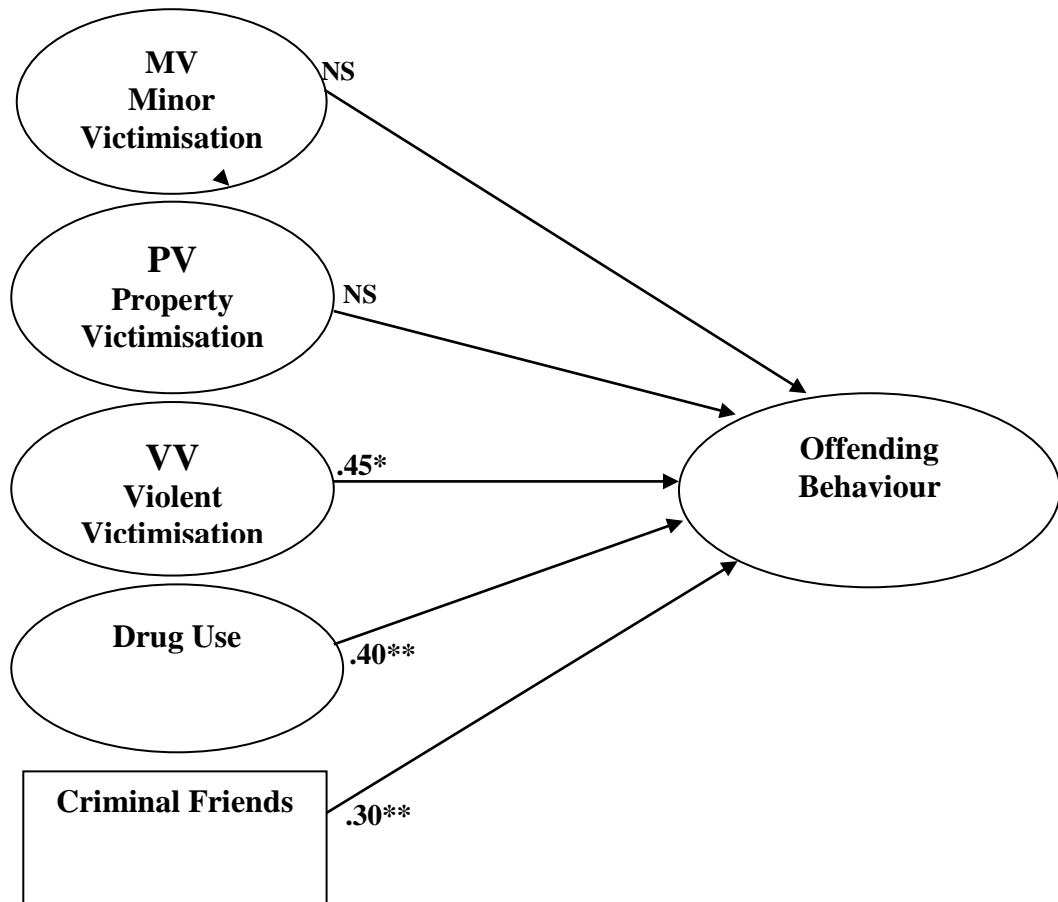 MV
Minor
Victimisation
NS
PV
Property
Victimisation
NS
VV
Violent
Victimisation
.45*
Offending
Behaviour
Drug Use
.40**
Criminal Friends
.30**